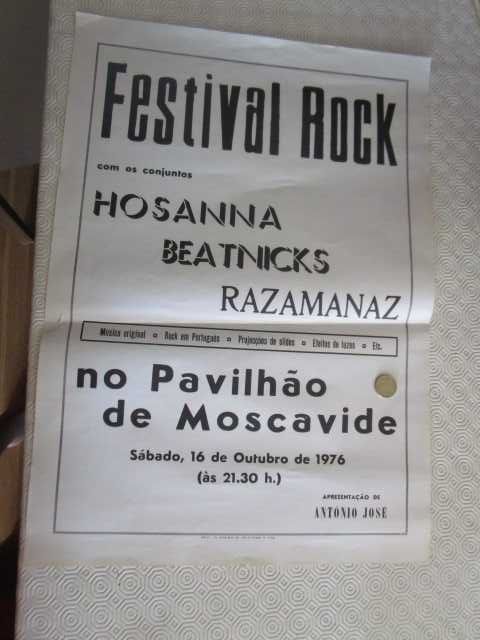 Festival Rock
com os conjuntos
HOSANNA
BEATNICKS
RAZAMANAZ
Música original o Rock em Português o Projecções de slides o Efeitos de luzes o Etc.
no Pavilhão
de Moscavide
Sábado, 16 de Outubro de 1976
(às 21.30 h.)
APRESENTAÇÃO DE
ANTÓNIO JOSÉ